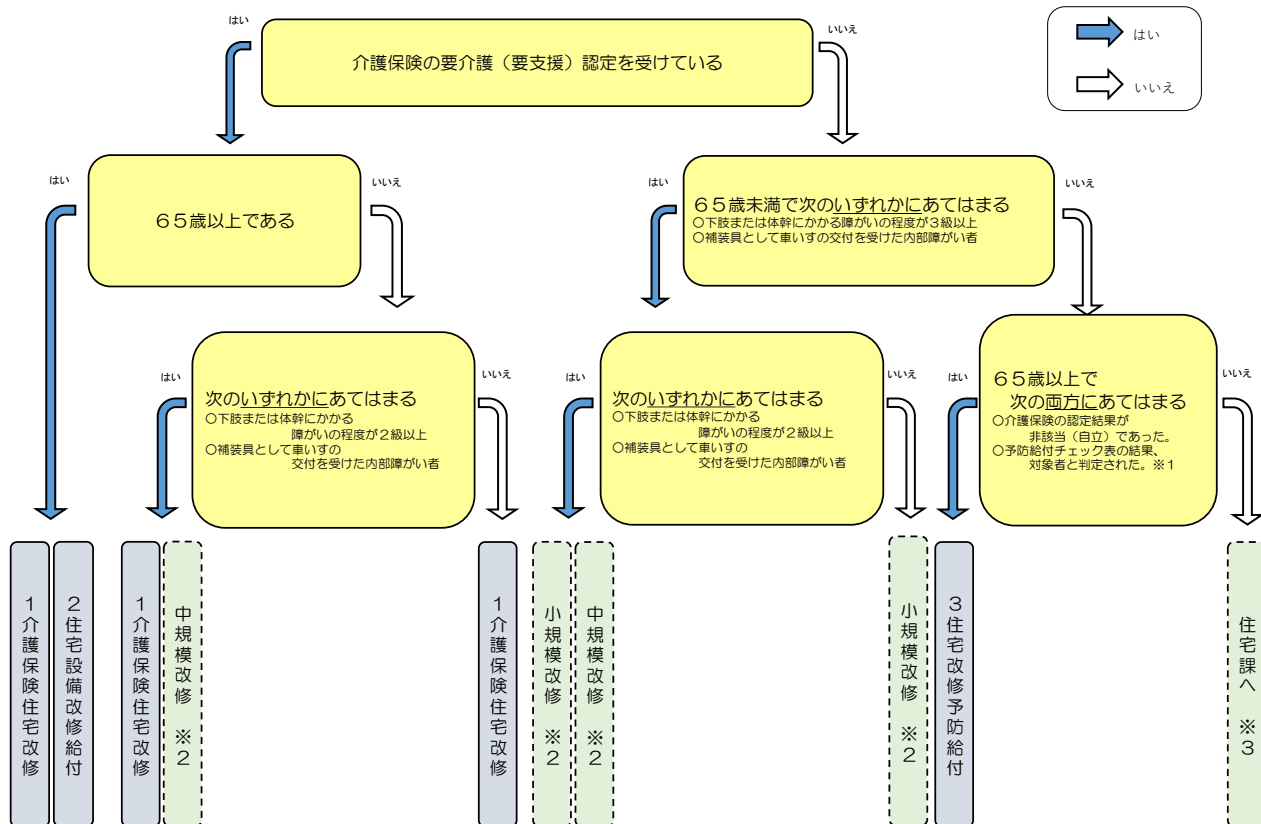 はい
いいえ
介護保険の要介護（要支援）認定を受けている
はい
いいえ
はい
いいえ
６５歳以上である
はい
いいえ
６５歳未満で次のいずれかにあてはまる
○下肢または体幹にかかる障がいの程度が３級以上
○補装具として車いすの交付を受けた内部障がい者
はい
いいえ
次のいずれかにあてはまる
○下肢または体幹にかかる
障がいの程度が２級以上
○補装具として車いすの
交付を受けた内部障がい者
はい
いいえ
次のいずれかにあてはまる
○下肢または体幹にかかる
障がいの程度が２級以上
○補装具として車いすの
交付を受けた内部障がい者
はい
いいえ
６５歳以上で
次の両方にあてはまる
○介護保険の認定結果が
非該当（自立）であった。
○予防給付チェック表の結果、
対象者と判定された。※１
はい
いいえ
１介護保険住宅改修
２住宅設備改修給付
１介護保険住宅改修
中規模改修　※２
１介護保険住宅改修
小規模改修　※２
中規模改修　※２
小規模改修　※２
３住宅改修予防給付
住宅課へ　※３